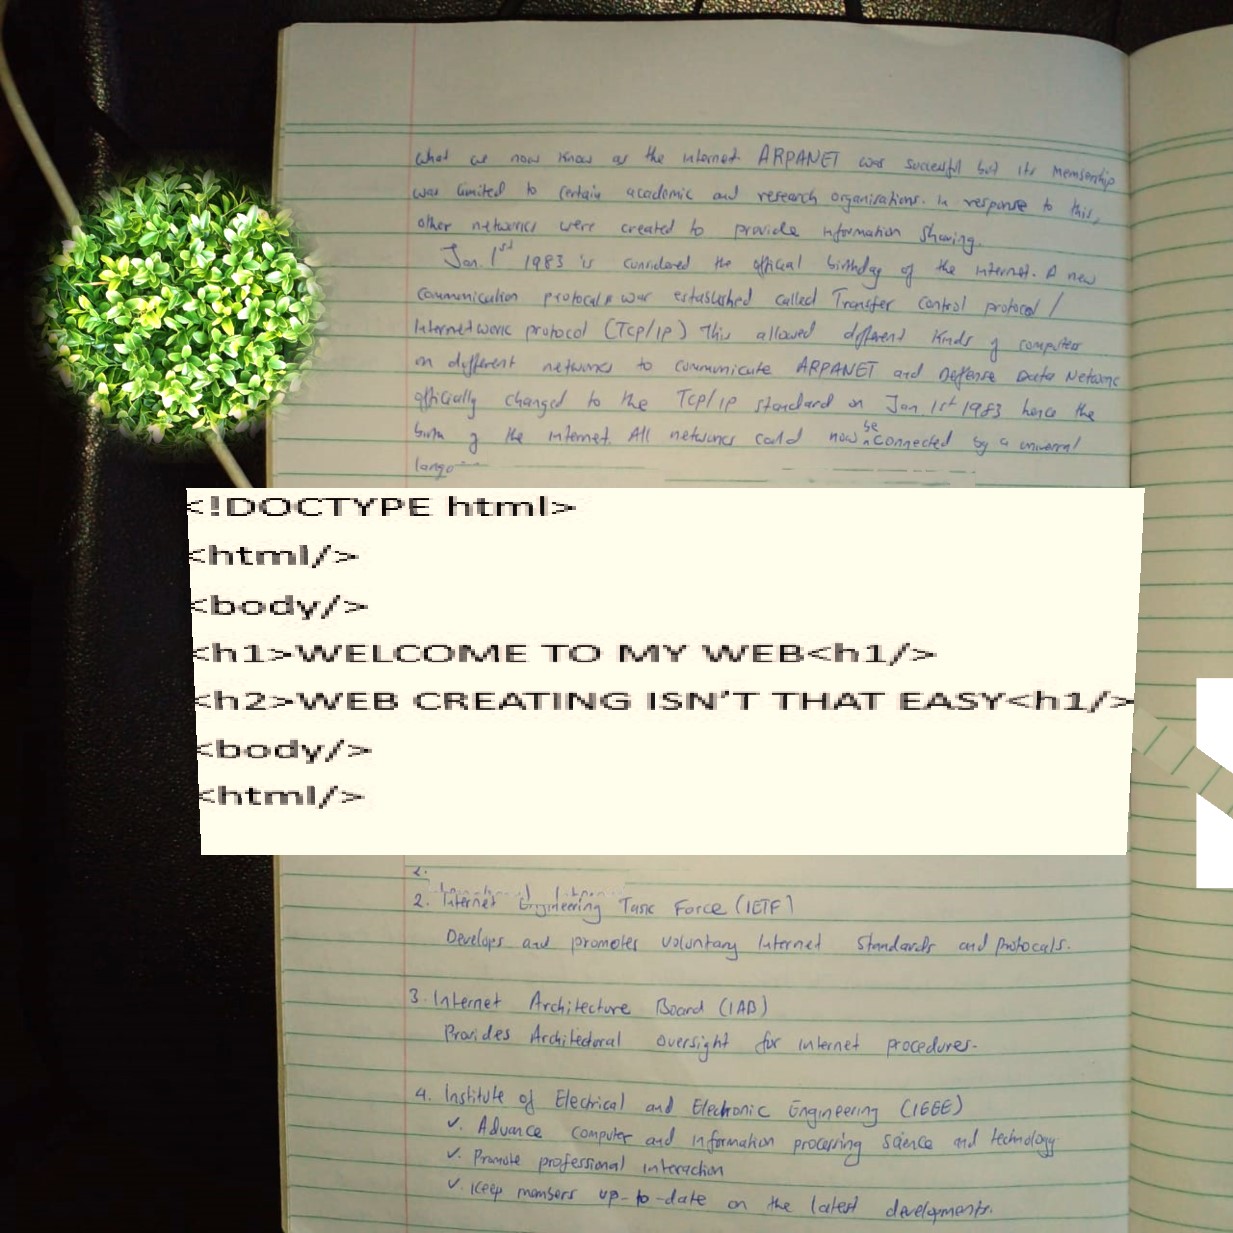 what we now know as the internet ARPANET was successful but its membership
was limited to certain academic and research organisations. In response to this,
other networks were created to provide information sharing.
Jan. 1st 1983 is considered the official birthday of the internet. A new
communication protocol was established called Transfer Control protocol /
Internetwork protocol (Tcp/ip) This allowed different kinds of computer
on different networks to communicate ARPANET and Defense Data Network
officially changed to the Tcp/ip standard on Jan 1st 1983 hence the
birth of the internet. All networks could now be connected by a universal
<!DOCTYPE html>
<html/>
<body/>
<h1>WELCOME TO MY WEB<h1/>
<h2>WEB CREATING ISN'T THAT EASY<h1/>
<body/>
<html/>
2.
2. Internet Engineering Task Force (IETF)
Develops and promotes voluntary Internet standards and protocals.
3. Internet Architecture Board (IAB)
Provides Architectoral oversight for internet procedures.
4. Institute of Electrical and Electronic Engineering (IEEE)
✓. Advance computer and information processing science and technology
✓. Promote professional interaction
✓. Keep members up-to-date on the latest developments.